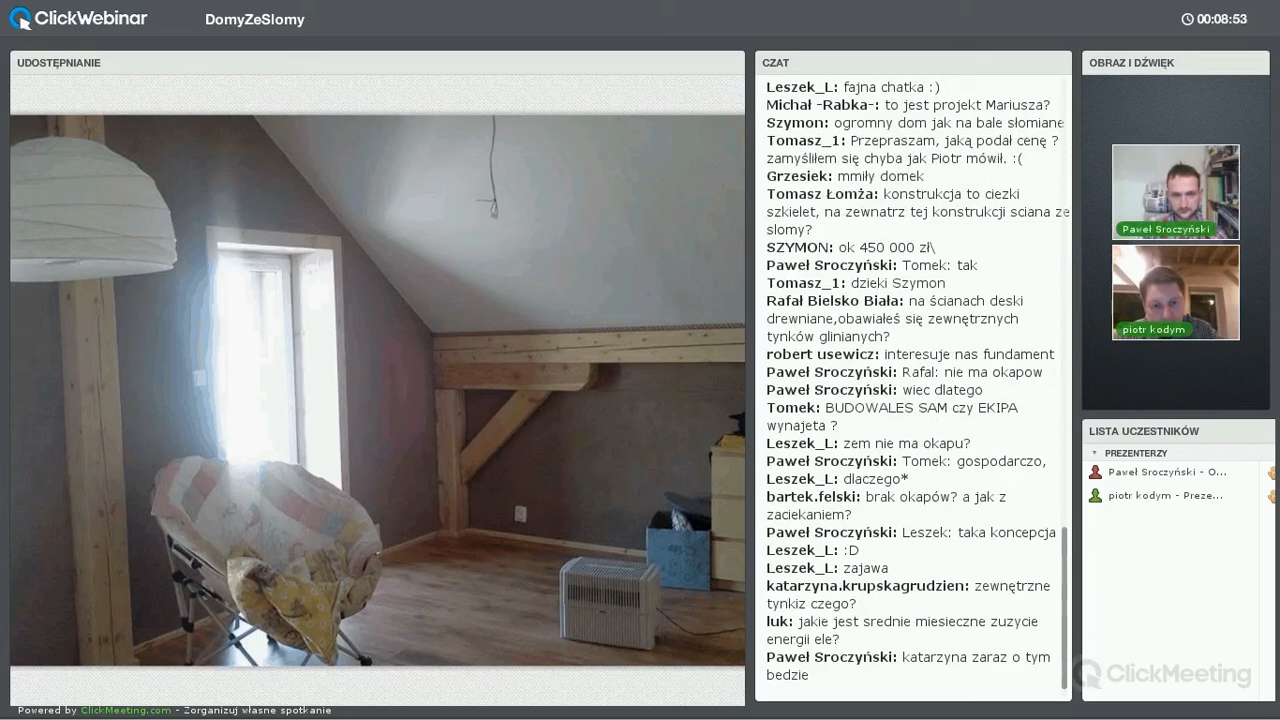 ClickWebinar
DomyZeSlomy
00:08:53
UDOSTĘPNIANIE
CZAT
Leszek_L: fajna chatka :)
Michał -Rabka-: to jest projekt Mariusza?
Szymon: ogromny dom jak na bale słomiane
Tomasz_1: Przepraszam, jaką podał cenę ?
zamyśliłem się chyba jak Piotr mówił. :(
Grzesiek: mmiły domek
Tomasz Łomża: konstrukcja to ciezki
szkielet, na zewnatrz tej konstrukcji sciana ze
slomy?
SZYMON: ok 450 000 zł\
Paweł Sroczyński: Tomek: tak
Tomasz_1: dzieki Szymon
Rafał Bielsko Biała: na ścianach deski
drewniane,obawiałeś się zewnętrznych
tynków glinianych?
robert usewicz: interesuje nas fundament
Paweł Sroczyński: Rafal: nie ma okapow
Paweł Sroczyński: wiec dlatego
Tomek: BUDOWALES SAM czy EKIPA
wynajeta ?
Leszek_L: zem nie ma okapu?
Paweł Sroczyński: Tomek: gospodarczo,
Leszek_L: dlaczego*
bartek.felski: brak okapów? a jak z
zaciekaniem?
Paweł Sroczyński: Leszek: taka koncepcja
Leszek_L: :D
Leszek_L: zajawa
katarzyna.krupskagrudzien: zewnętrzne
tynkiz czego?
luk: jakie jest srednie miesieczne zuzycie
energii ele?
Paweł Sroczyński: katarzyna zaraz o tym
bedzie
OBRAZ I DŹWIĘK
Paweł Sroczyński
piotr kodym
LISTA UCZESTNIKÓW
PREZENTERZY
Paweł Sroczyński - O...
piotr kodym - Preze...
ClickMeeting
Powered by ClickMeeting.com - Zorganizuj własne spotkanie